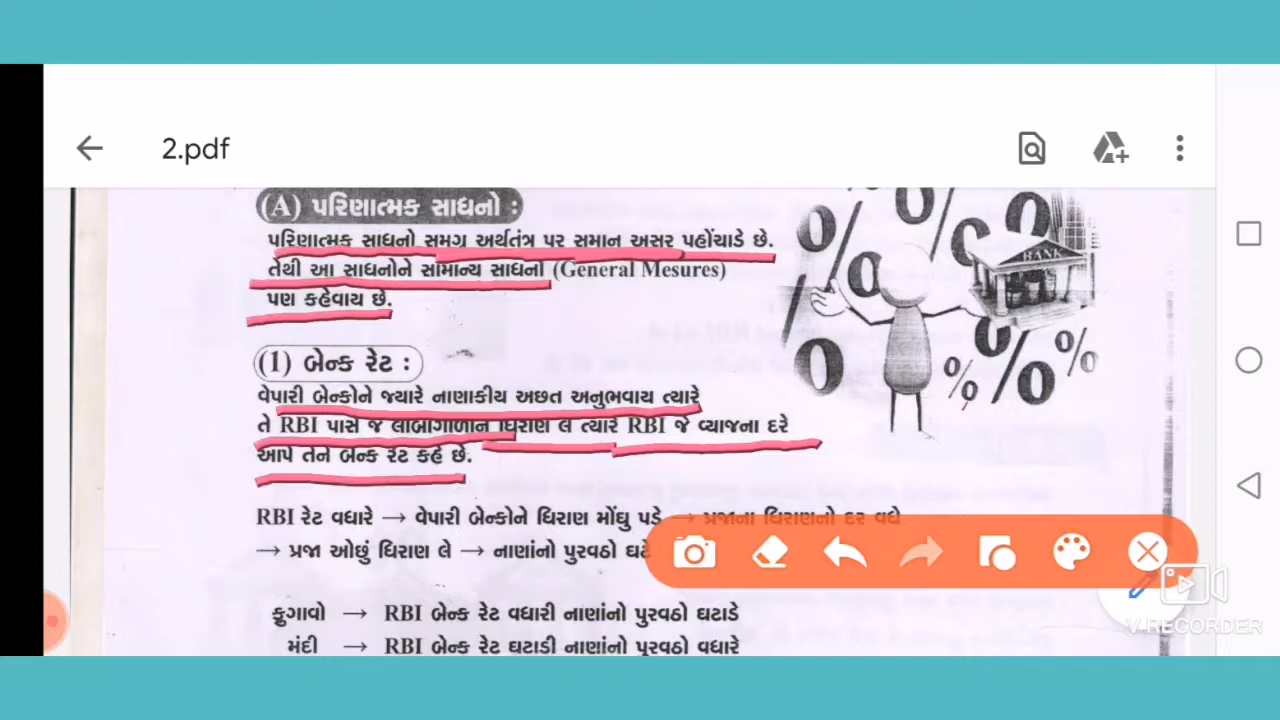 2.pdf
(A) પરિણાત્મક સાધનો :
પરિણાત્મક સાધનો સમગ્ર અર્થતંત્ર પર સમાન અસર પહોંચાડે છે.
તેથી આ સાધનોને સામાન્ય સાધનો (General Mesures)
પણ કહેવાય છે.
BANK
(1) બેન્ક રેટ :
વેપારી બેન્કોને જ્યારે નાણાકીય અછત અનુભવાય ત્યારે
તે RBI પાસે જે લાંબાગાળાનું ધિરાણ લે ત્યારે RBI જે વ્યાજના દરે
આપે તેને બેન્ક રેટ કહે છે.
RBI રેટ વધારે → વેપારી બેન્કોને ધિરાણ મોંઘુ પડે → પ્રજાના ધિરાણનો દર વધે
→ પ્રજા ઓછું ધિરાણ લે → નાણાંનો પુરવઠો ઘટે
ફુગાવો → RBI બેન્ક રેટ વધારી નાણાંનો પુરવઠો ઘટાડે
મંદી → RBI બેન્ક રેટ ઘટાડી નાણાંનો પુરવઠો વધારે
V RECORDER